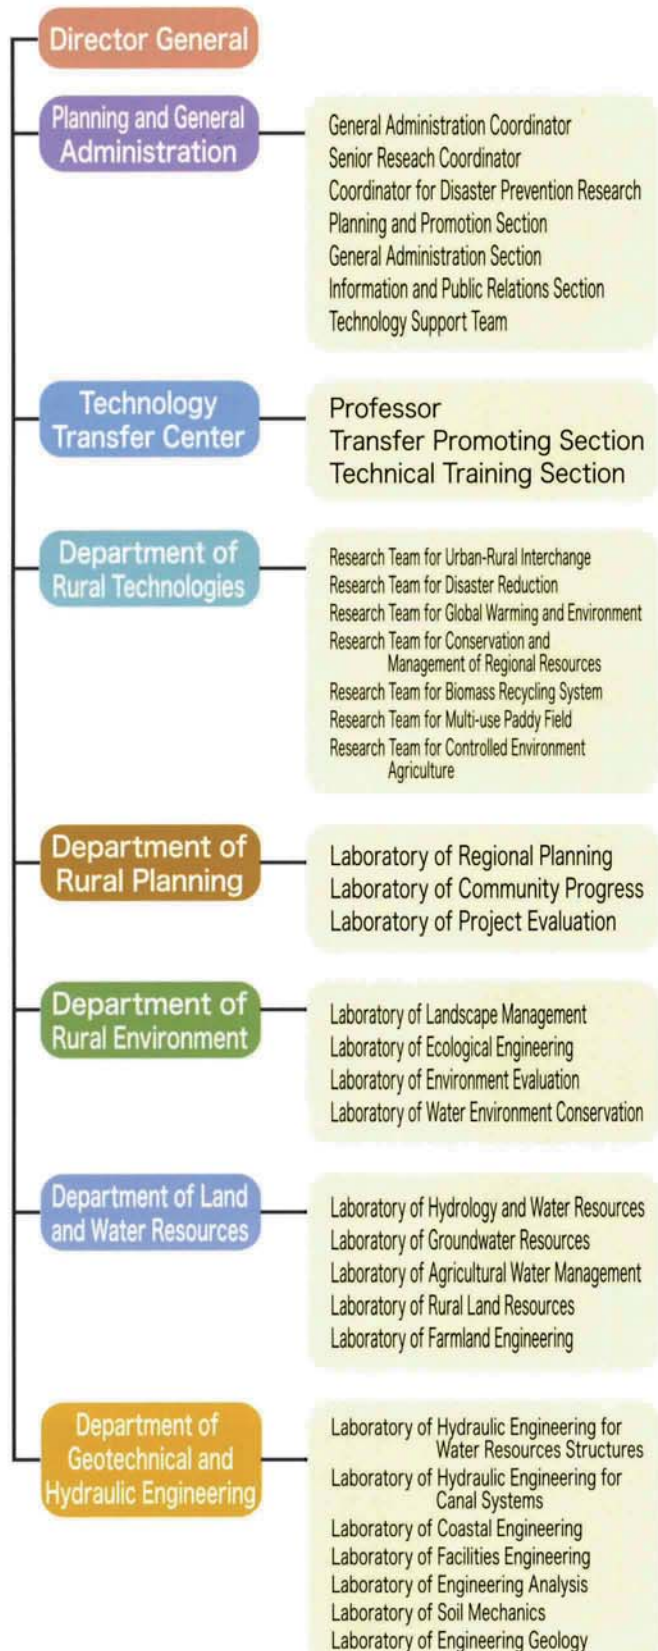 Director General
Planning and General
Administration
General Administration Coordinator
Senior Reseach Coordinator
Coordinator for Disaster Prevention Research
Planning and Promotion Section
General Administration Section
Information and Public Relations Section
Technology Support Team
Technology
Transfer Center
Professor
Transfer Promoting Section
Technical Training Section
Department of
Rural Technologies
Research Team for Urban-Rural Interchange
Research Team for Disaster Reduction
Research Team for Global Warming and Environment
Research Team for Conservation and
Management of Regional Resources
Research Team for Biomass Recycling System
Research Team for Multi-use Paddy Field
Research Team for Controlled Environment
Agriculture
Department of
Rural Planning
Laboratory of Regional Planning
Laboratory of Community Progress
Laboratory of Project Evaluation
Department of
Rural Environment
Laboratory of Landscape Management
Laboratory of Ecological Engineering
Laboratory of Environment Evaluation
Laboratory of Water Environment Conservation
Department of Land
and Water Resources
Laboratory of Hydrology and Water Resources
Laboratory of Groundwater Resources
Laboratory of Agricultural Water Management
Laboratory of Rural Land Resources
Laboratory of Farmland Engineering
Department of
Geotechnical and
Hydraulic Engineering
Laboratory of Hydraulic Engineering for
Water Resources Structures
Laboratory of Hydraulic Engineering for
Canal Systems
Laboratory of Coastal Engineering
Laboratory of Facilities Engineering
Laboratory of Engineering Analysis
Laboratory of Soil Mechanics
Laboratory of Engineering Geology